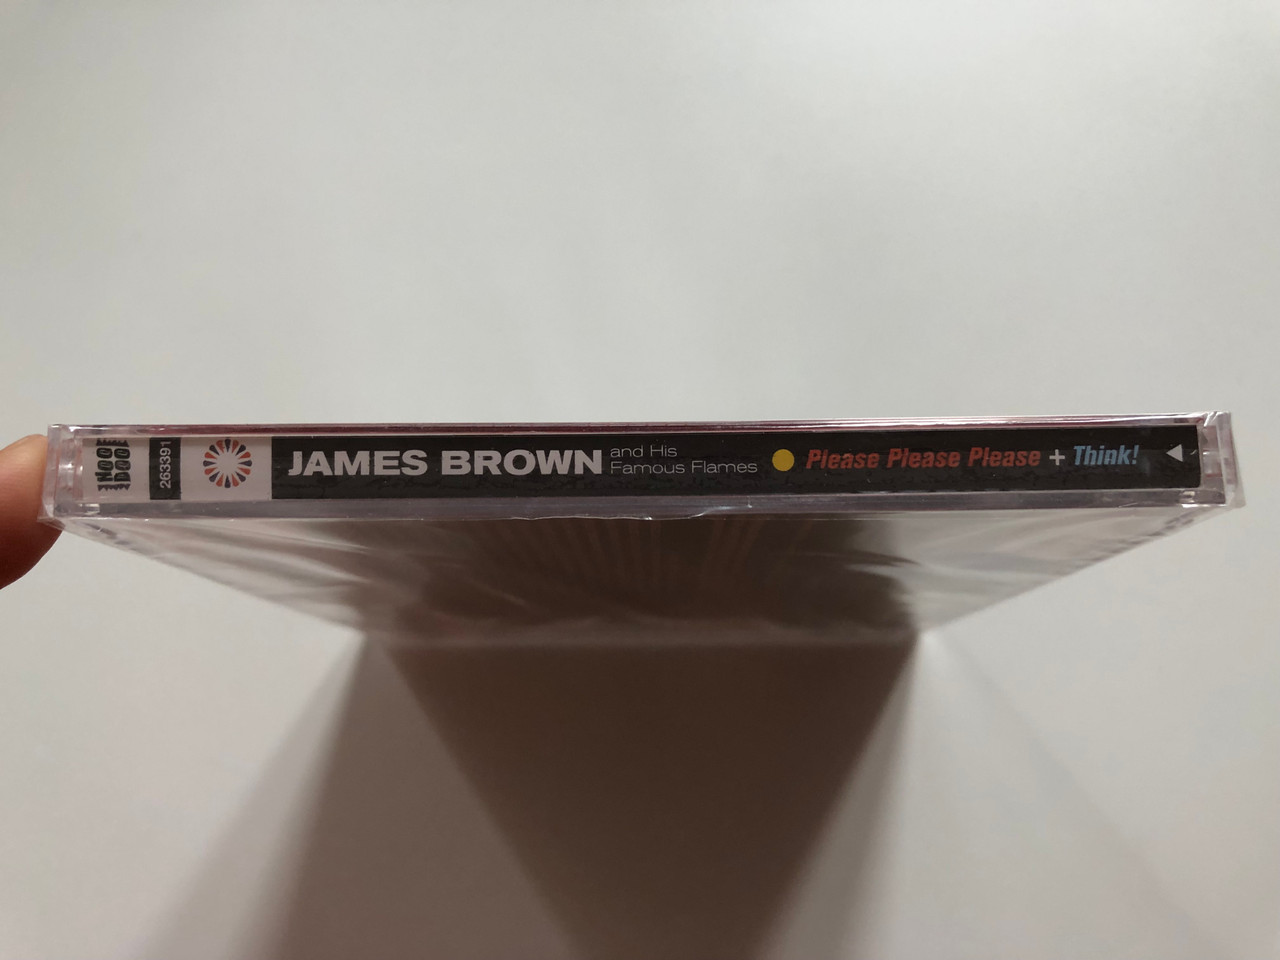 HOO
DOO
263391
JAMES BROWN
and His
Famous Flames
Please Please Please + Think!